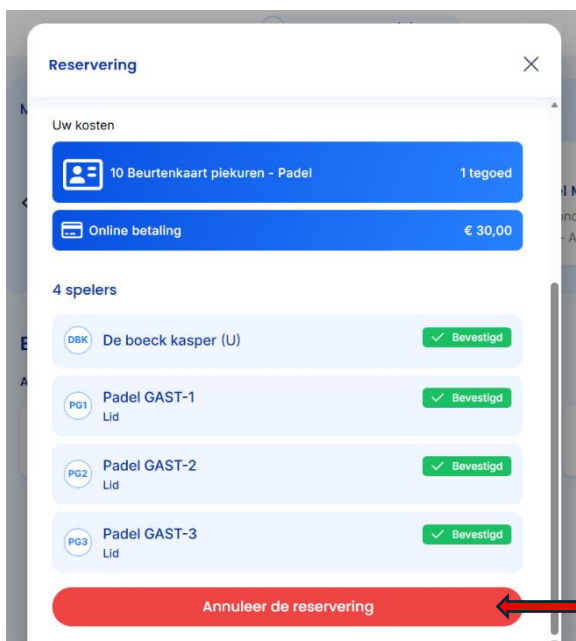 Reservering
Uw kosten
10 Beurtenkaart piekuren - Padel 1 tegoed
Online betaling € 30,00
4 spelers
DBK De boeck kasper (U) Bevestigd
PG1 Padel GAST-1 Bevestigd
Lid
PG2 Padel GAST-2 Bevestigd
Lid
PG3 Padel GAST-3 Bevestigd
Lid
Annuleer de reservering